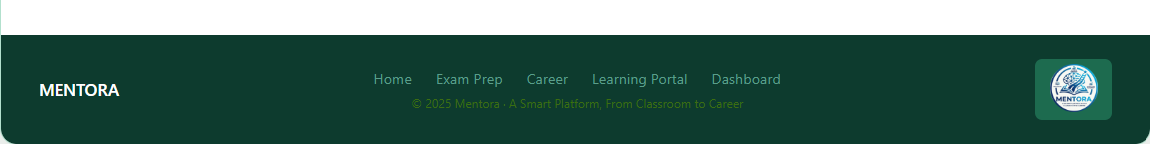 MENTORA
Home Exam Prep Career Learning Portal Dashboard
© 2025 Mentora · A Smart Platform, From Classroom to Career
MENTORA